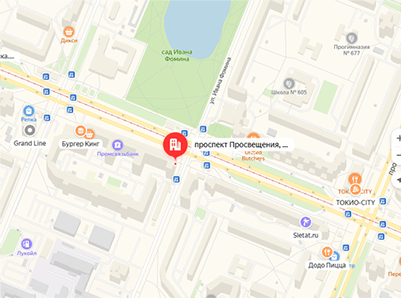 Дикси
сад Ивана
Фомина
Прогимназия
№ 677
ул. Ивана Фомина
Школа № 605
Репка
Grand Line
Бургер Кинг
Промсвязьбанк
проспект Просвещения, ...
Butchers
ТОКИО-CITY
Sletat.ru
Лукойл
Додо Пицца